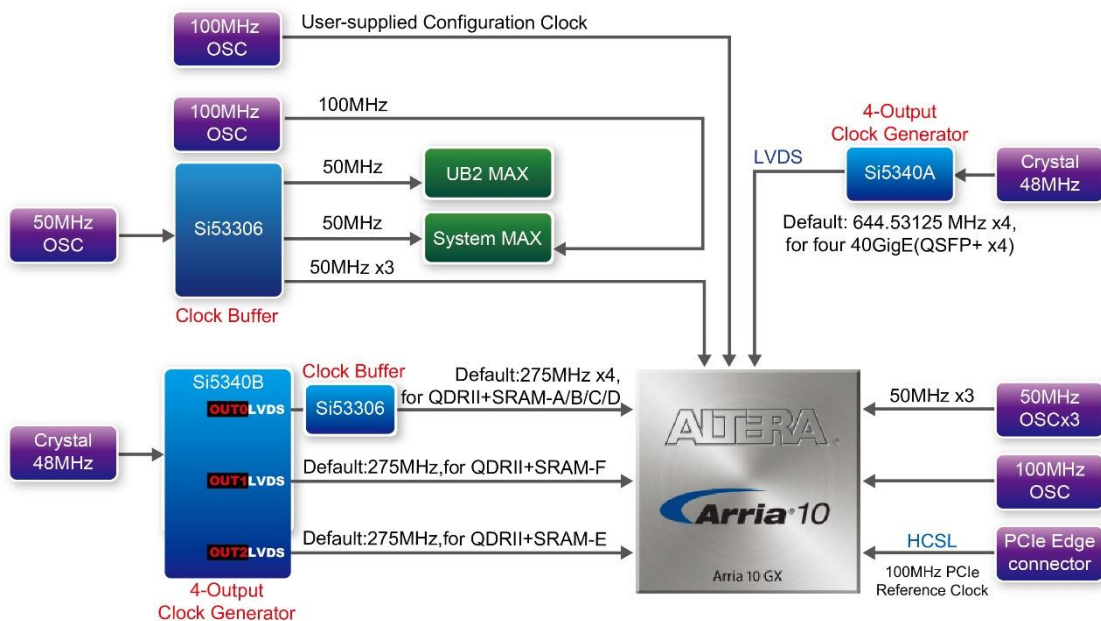 100MHz
OSC
User-supplied Configuration Clock
100MHz
OSC
100MHz
50MHz
OSC
Si53306
Clock Buffer
50MHz
UB2 MAX
50MHz
System MAX
50MHz x3
4-Output
Clock Generator
LVDS
Si5340A
Crystal
48MHz
Default: 644.53125 MHz x4,
for four 40GigE(QSFP+ x4)
Crystal
48MHz
Si5340B
OUT0LVDS
OUT1LVDS
OUT2LVDS
4-Output
Clock Generator
Clock Buffer
Si53306
Default:275MHz x4,
for QDRII+SRAM-A/B/C/D
Default:275MHz,for QDRII+SRAM-F
Default:275MHz,for QDRII+SRAM-E
ALTERA®
Arria®10
Arria 10 GX
50MHz x3
50MHz
OSCx3
100MHz
OSC
HCSL
100MHz PCIe
Reference Clock
PCIe Edge
connector